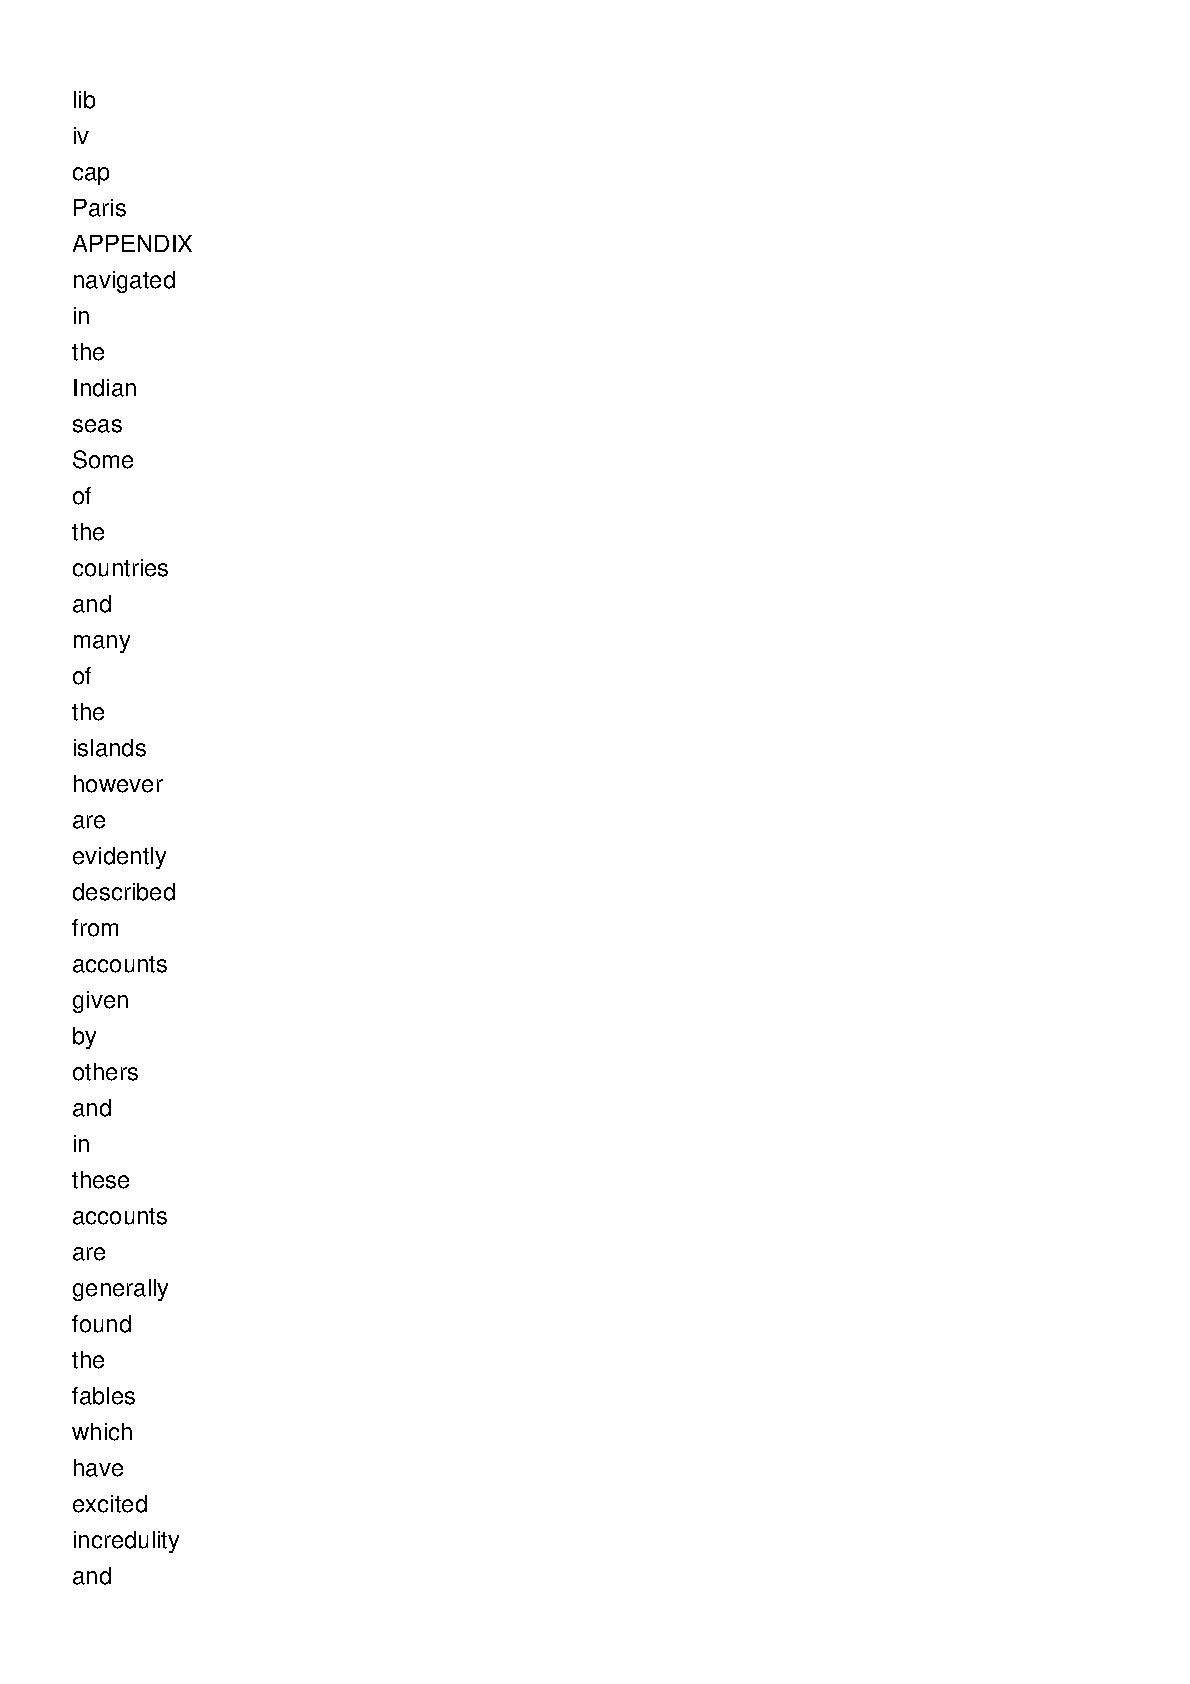 lib
iv
cap
Paris
APPENDIX
navigated
in
the
Indian
seas
Some
of
the
countries
and
many
of
the
islands
however
are
evidently
described
from
accounts
given
by
others
and
in
these
accounts
are
generally
found
the
fables
which
have
excited
incredulity
and